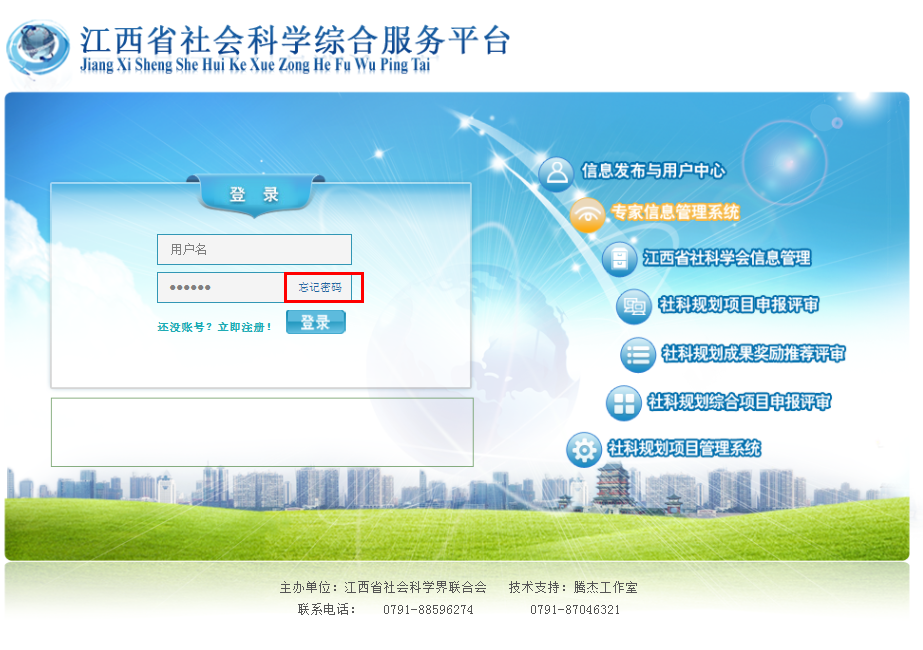 江西省社会科学综合服务平台
Jiang Xi Sheng She Hui Ke Xue Zong He Fu Wu Ping Tai
登 录
用户名
●●●●●●
忘记密码
还没账号？立即注册！
登录
信息发布与用户中心
专家信息管理系统
江西省社科学会信息管理
社科规划项目申报评审
社科规划成果奖励推荐评审
社科规划综合项目申报评审
社科规划项目管理系统
主办单位：江西省社会科学界联合会 技术支持：腾杰工作室
联系电话： 0791-88596274 0791-87046321